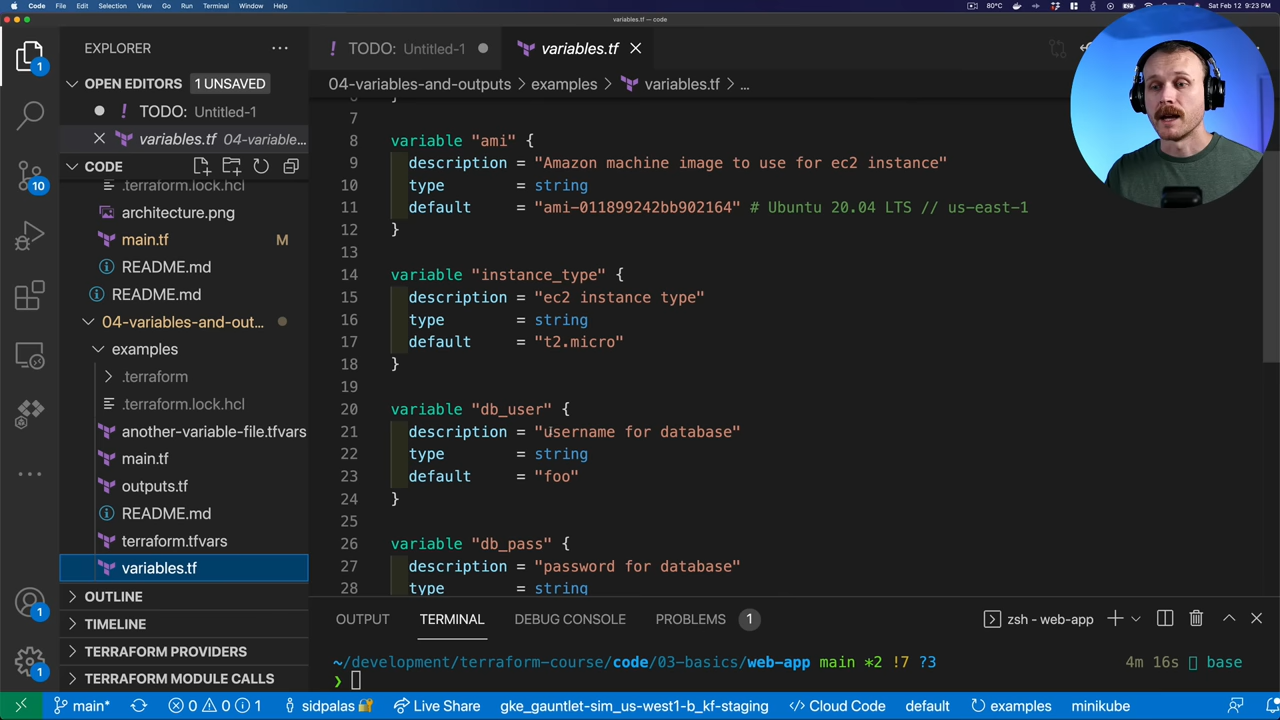 Code File Edit Selection View Go Run Terminal Window Help 80°C Sat Feb 12 9:23 PM
variables.tf — code
EXPLORER
OPEN EDITORS 1 UNSAVED
TODO: Untitled-1
variables.tf 04-variable...
CODE
.terraform.lock.hcl
architecture.png
main.tf M
README.md
README.md
04-variables-and-out...
examples
.terraform
.terraform.lock.hcl
another-variable-file.tfvars
main.tf
outputs.tf
README.md
terraform.tfvars
variables.tf
OUTLINE
TIMELINE
TERRAFORM PROVIDERS
TERRAFORM MODULE CALLS
1
10
1
1
! TODO: Untitled-1
variables.tf
04-variables-and-outputs > examples > variables.tf > ...
7
8 variable "ami" {
9 description = "Amazon machine image to use for ec2 instance"
10 type = string
11 default = "ami-011899242bb902164" # Ubuntu 20.04 LTS // us-east-1
12 }
13
14 variable "instance_type" {
15 description = "ec2 instance type"
16 type = string
17 default = "t2.micro"
18 }
19
20 variable "db_user" {
21 description = "username for database"
22 type = string
23 default = "foo"
24 }
25
26 variable "db_pass" {
27 description = "password for database"
28 type = string
OUTPUT TERMINAL DEBUG CONSOLE PROBLEMS 1 zsh - web-app
~/development/terraform-course/code/03-basics/web-app main *2 !7 ?3 4m 16s base
❯
main* 0 0 1 sidpalas Live Share gke_gauntlet-sim_us-west1-b_kf-staging </> Cloud Code default examples minikube